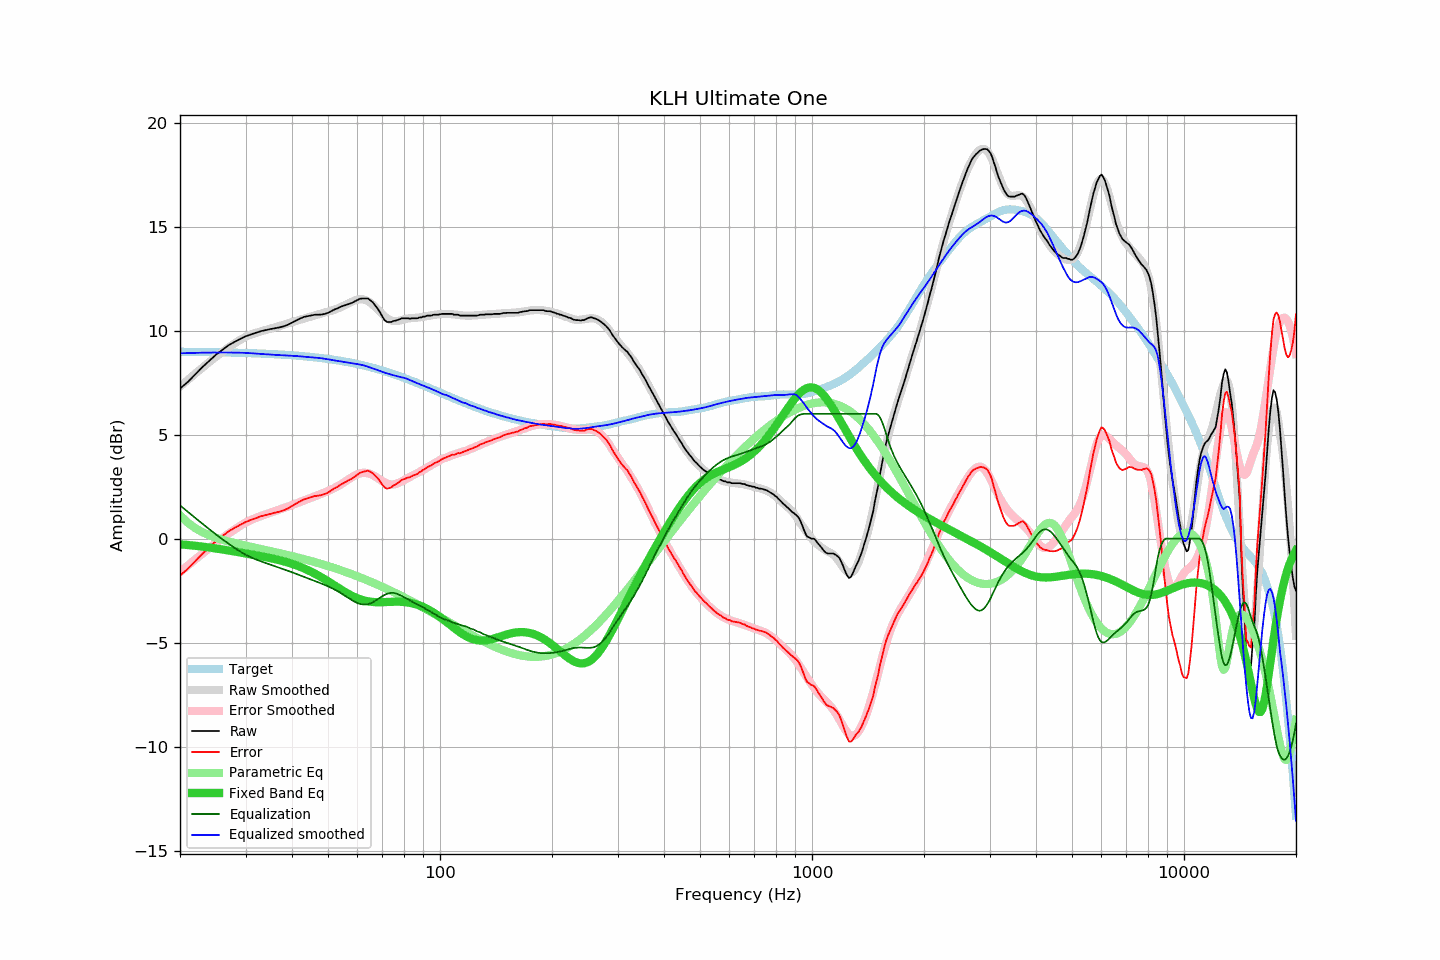 KLH Ultimate One
20
15
10
5
0
−5
−10
−15
Amplitude (dBr)
Target
Raw Smoothed
Error Smoothed
Raw
Error
Parametric Eq
Fixed Band Eq
Equalization
Equalized smoothed
100
1000
10000
Frequency (Hz)